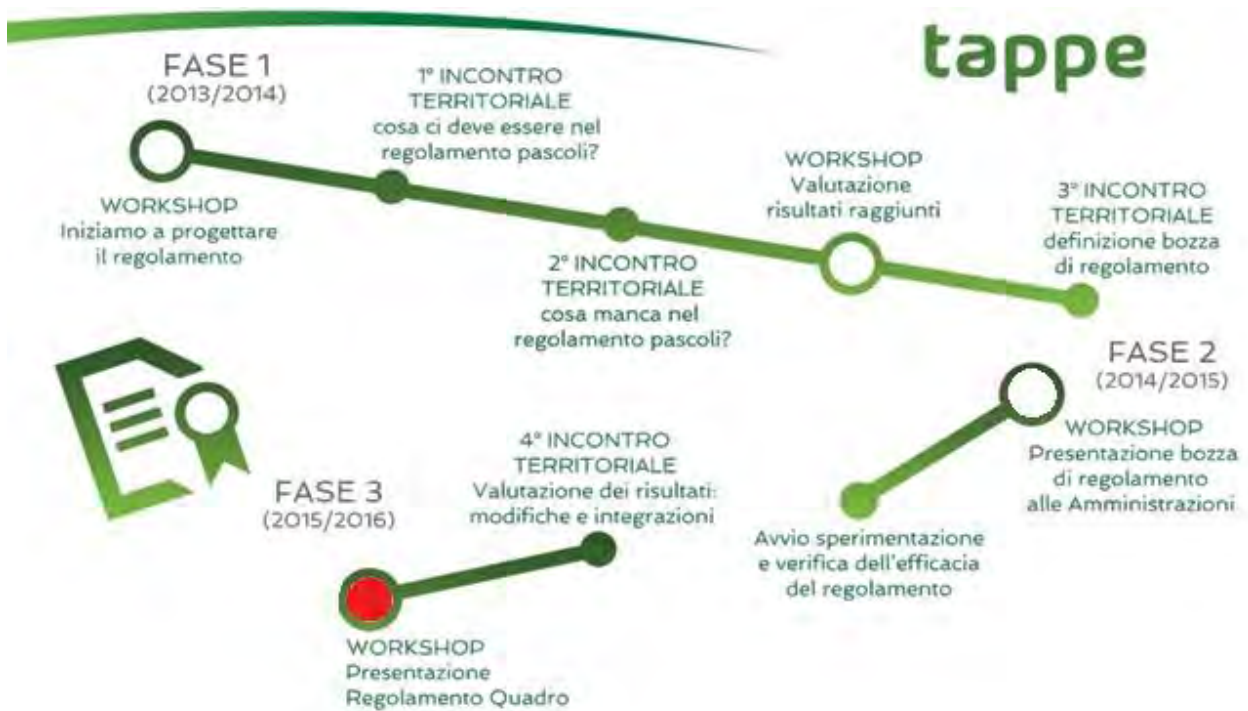 tappe
FASE 1
(2013/2014)
WORKSHOP
Iniziamo a progettare
il regolamento
1° INCONTRO
TERRITORIALE
cosa ci deve essere nel
regolamento pascoli?
2° INCONTRO
TERRITORIALE
cosa manca nel
regolamento pascoli?
WORKSHOP
Valutazione
risultati raggiunti
3° INCONTRO
TERRITORIALE
definizione bozza
di regolamento
FASE 2
(2014/2015)
WORKSHOP
Presentazione bozza
di regolamento
alle Amministrazioni
Avvio sperimentazione
e verifica dell'efficacia
del regolamento
4° INCONTRO
TERRITORIALE
Valutazione dei risultati:
modifiche e integrazioni
FASE 3
(2015/2016)
WORKSHOP
Presentazione
Regolamento Quadro